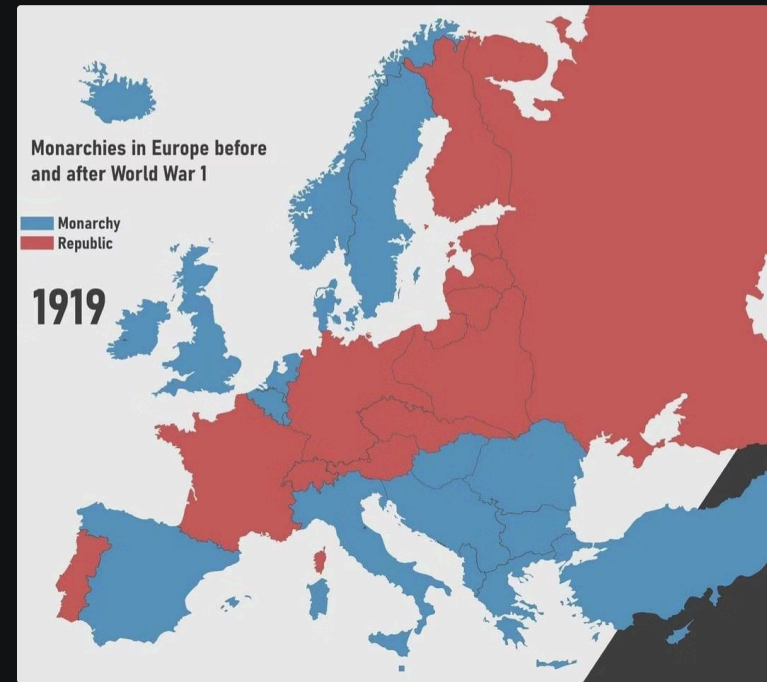 Monarchies in Europe before
and after World War 1
Monarchy
Republic
1919